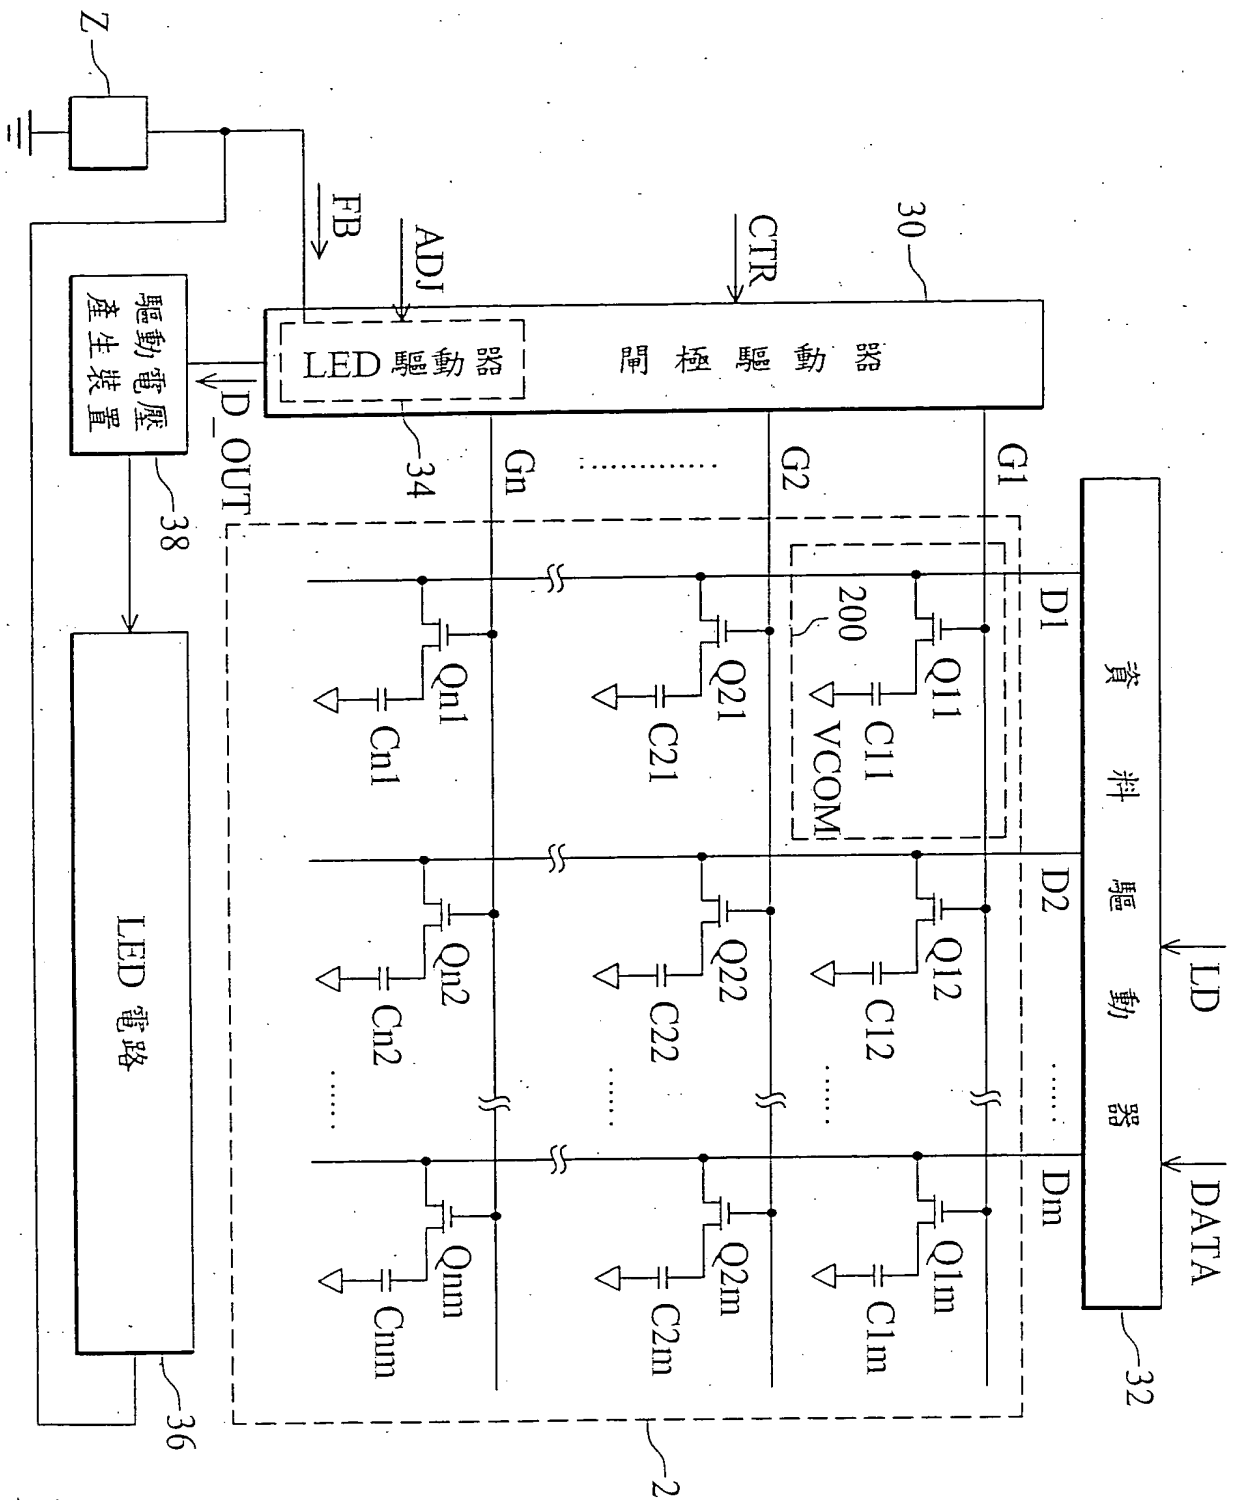 LD
DATA
資料驅動器
32
D1
D2
......
Dm
30
CTR
閘極驅動器
G1
Q11
C11
VCOM
200
Q12
C12
......
Q1m
C1m
G2
Q21
C21
Q22
C22
......
Q2m
C2m
..............
Gn
Qn1
Cn1
Qn2
Cn2
......
Qnm
Cnm
2
ADJ
LED 驅動器
34
FB
D_OUT
Z
驅動電壓
產生裝置
38
LED 電路
36